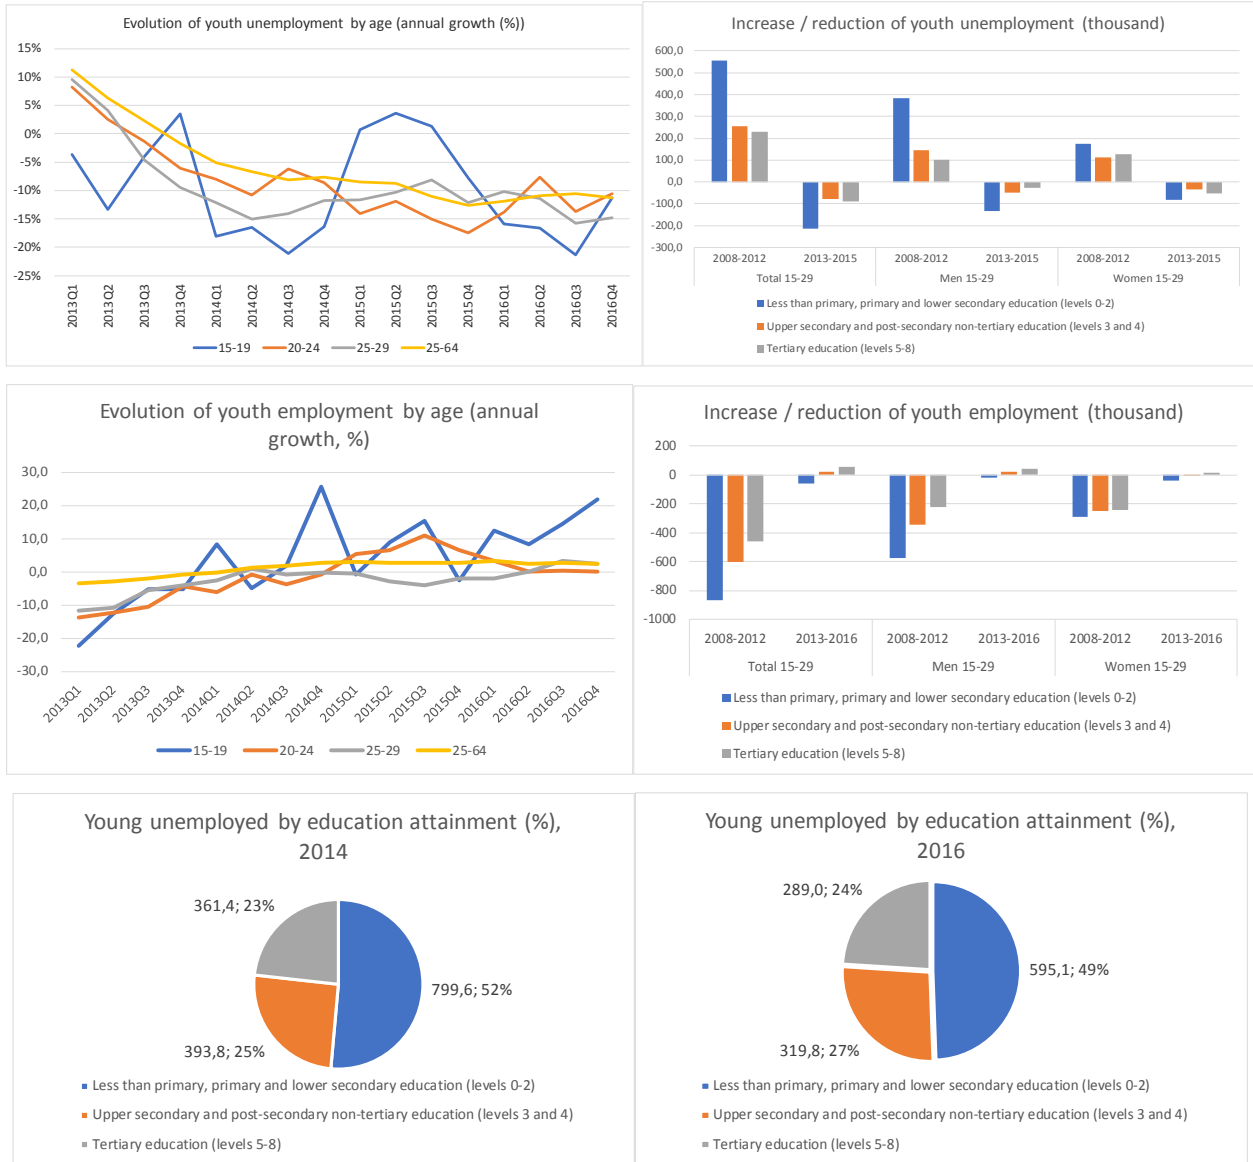 Evolution of youth unemployment by age (annual growth (%))
15%
10%
5%
0%
-5%
-10%
-15%
-20%
-25%
2013Q1 2013Q2 2013Q3 2013Q4 2014Q1 2014Q2 2014Q3 2014Q4 2015Q1 2015Q2 2015Q3 2015Q4 2016Q1 2016Q2 2016Q3 2016Q4
15-19 20-24 25-29 25-64
Increase / reduction of youth unemployment (thousand)
600,0
500,0
400,0
300,0
200,0
100,0
0,0
-100,0
-200,0
-300,0
2008-2012 2013-2015 2008-2012 2013-2015 2008-2012 2013-2015
Total 15-29 Men 15-29 Women 15-29
Less than primary, primary and lower secondary education (levels 0-2)
Upper secondary and post-secondary non-tertiary education (levels 3 and 4)
Tertiary education (levels 5-8)
Evolution of youth employment by age (annual
growth, %)
30,0
20,0
10,0
0,0
-10,0
-20,0
-30,0
2013Q1 2013Q2 2013Q3 2013Q4 2014Q1 2014Q2 2014Q3 2014Q4 2015Q1 2015Q2 2015Q3 2015Q4 2016Q1 2016Q2 2016Q3 2016Q4
15-19 20-24 25-29 25-64
Increase / reduction of youth employment (thousand)
200
0
-200
-400
-600
-800
-1000
2008-2012 2013-2016 2008-2012 2013-2016 2008-2012 2013-2016
Total 15-29 Men 15-29 Women 15-29
Less than primary, primary and lower secondary education (levels 0-2)
Upper secondary and post-secondary non-tertiary education (levels 3 and 4)
Tertiary education (levels 5-8)
Young unemployed by education attainment (%),
2014
361,4; 23%
799,6; 52%
393,8; 25%
Less than primary, primary and lower secondary education (levels 0-2)
Upper secondary and post-secondary non-tertiary education (levels 3 and 4)
Tertiary education (levels 5-8)
Young unemployed by education attainment (%),
2016
289,0; 24%
595,1; 49%
319,8; 27%
Less than primary, primary and lower secondary education (levels 0-2)
Upper secondary and post-secondary non-tertiary education (levels 3 and 4)
Tertiary education (levels 5-8)